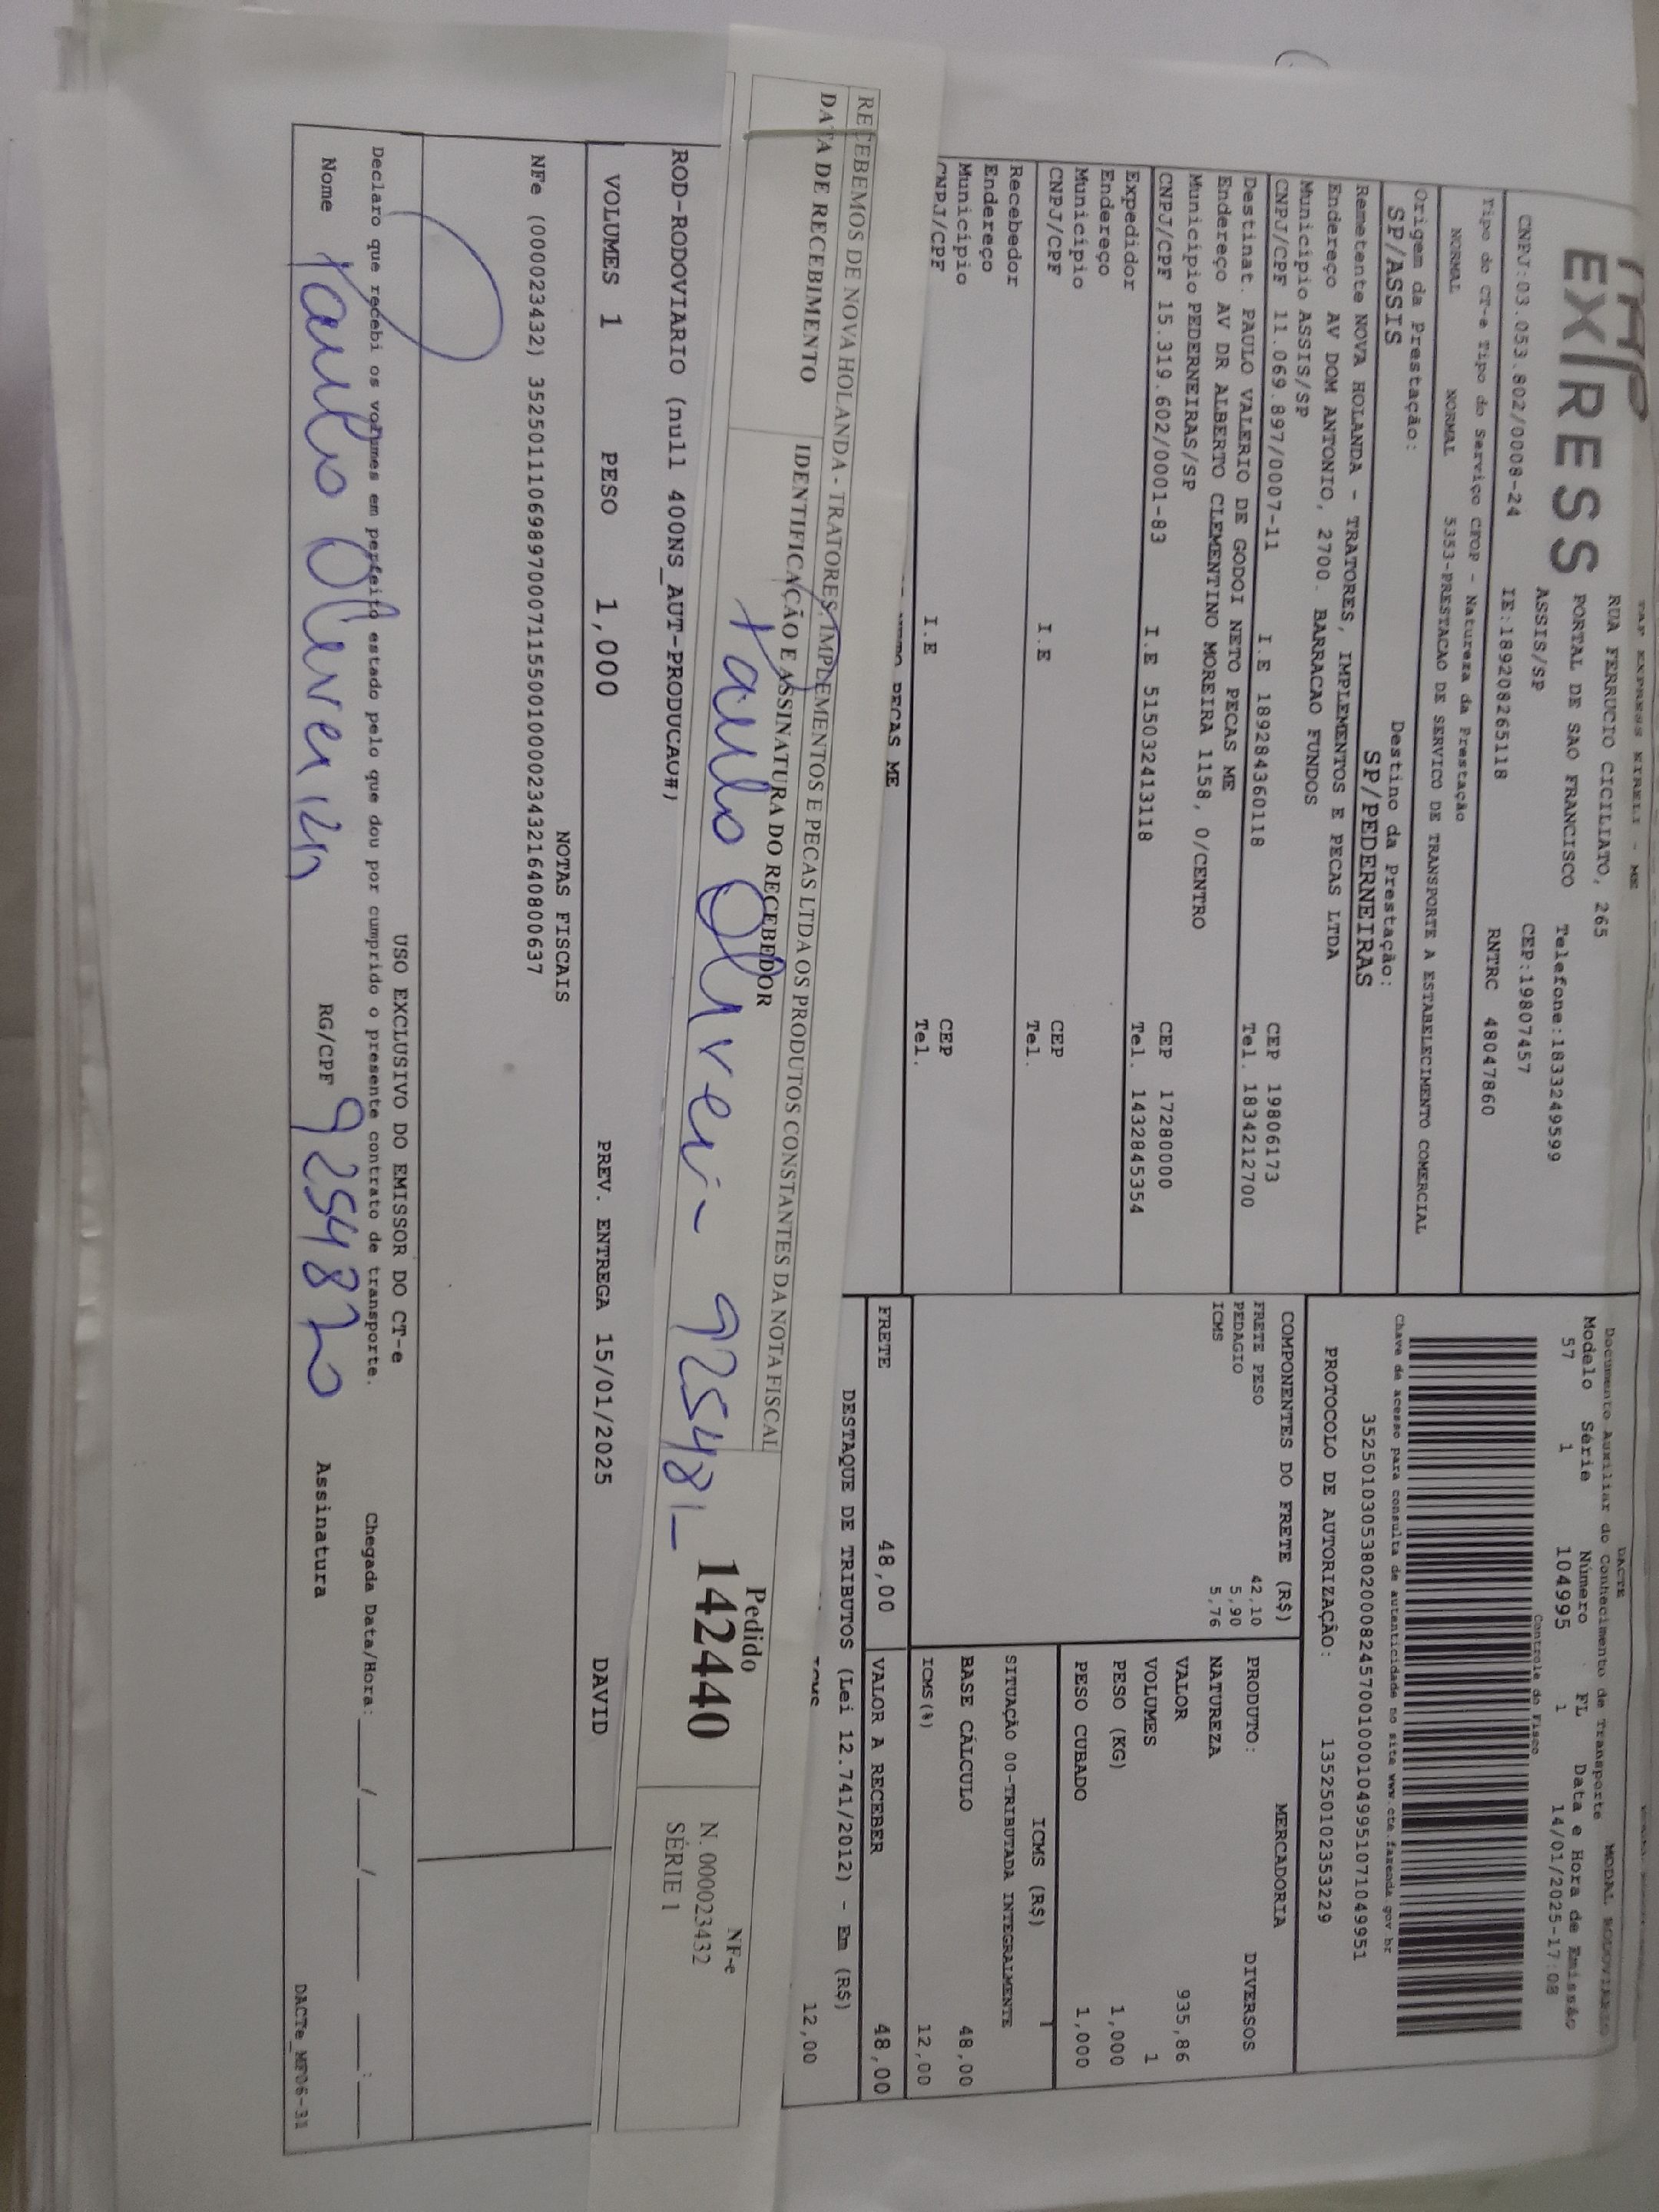 TAP EXPRESS EIRELI - ME
EXPRESS
RUA FERRUCIO CICILIATO, 265
PORTAL DE SAO FRANCISCO Telefone:1833249599
ASSIS/SP CEP:19807457
CNPJ:03.053.802/0008-24 IE:189208265118 RNTRC 48047860
Tipo do CT-e Tipo do Serviço CFOP - Natureza da Prestação
NORMAL NORMAL 5353-PRESTACAO DE SERVICO DE TRANSPORTE A ESTABELECIMENTO COMERCIAL
Origem da Prestação: Destino da Prestação:
SP/ASSIS SP/PEDERNEIRAS
Remetente NOVA HOLANDA - TRATORES, IMPLEMENTOS E PECAS LTDA
Endereço AV DOM ANTONIO, 2700. BARRACAO FUNDOS
Município ASSIS/SP CEP 19806173
CNPJ/CPF 11.069.897/0007-11 I.E 189284360118 Tel. 1834212700
Destinat. PAULO VALERIO DE GODOI NETO PECAS ME
Endereço AV DR ALBERTO CLEMENTINO MOREIRA 1158, 0/CENTRO
Município PEDERNEIRAS/SP CEP 17280000
CNPJ/CPF 15.319.602/0001-83 I.E 515032413118 Tel. 1432845354
Expedidor
Endereço
Município CEP
CNPJ/CPF I.E Tel.
Recebedor
Endereço
Município CEP
CNPJ/CPF I.E Tel.
PECAS ME
DACTE MODAL RODOVIARIO
Documento Auxiliar do Conhecimento de Transporte
Modelo Série Número FL Data e Hora de Emissão
57 1 104995 1 14/01/2025-17:08
Controle do Fisco
Chave de acesso para consulta de autenticidade no site www.cte.fazenda.gov.br
35250103053802000824570010001049951071049951
PROTOCOLO DE AUTORIZAÇÃO: 135250102353229
COMPONENTES DO FRETE (R$)
FRETE PESO 42,10
PEDAGIO 5,90
ICMS 5,76
MERCADORIA
PRODUTO: DIVERSOS
NATUREZA
VALOR 935,86
VOLUMES 1
PESO (KG) 1,000
PESO CUBADO 1,000
ICMS (R$)
SITUAÇÃO 00-TRIBUTADA INTEGRALMENTE
BASE CÁLCULO 48,00
ICMS(%) 12,00
FRETE 48,00 VALOR A RECEBER 48,00
DESTAQUE DE TRIBUTOS (Lei 12.741/2012) - Em (R$)
ICMS 12,00
RECEBEMOS DE NOVA HOLANDA - TRATORES, IMPLEMENTOS E PECAS LTDA OS PRODUTOS CONSTANTES DA NOTA FISCAL
DATA DE RECEBIMENTO IDENTIFICAÇÃO E ASSINATURA DO RECEBEDOR
Paulo Oliveira
Pedido
142440
NF-e
N. 000023432
SÉRIE 1
ROD-RODOVIARIO (null 400NS_AUT-PRODUCAO#)
VOLUMES 1 PESO 1,000 PREV. ENTREGA 15/01/2025 DAVID
NOTAS FISCAIS
NFe (000023432) 35250111069897000711550010000234321640800637
USO EXCLUSIVO DO EMISSOR DO CT-e
Declaro que recebi os volumes em perfeito estado pelo que dou por cumprido o presente contrato de transporte. Chegada Data/Hora:____/____/______ ___:____
Nome Paulo Oliveira RG/CPF Assinatura
DACTe_MF06-31